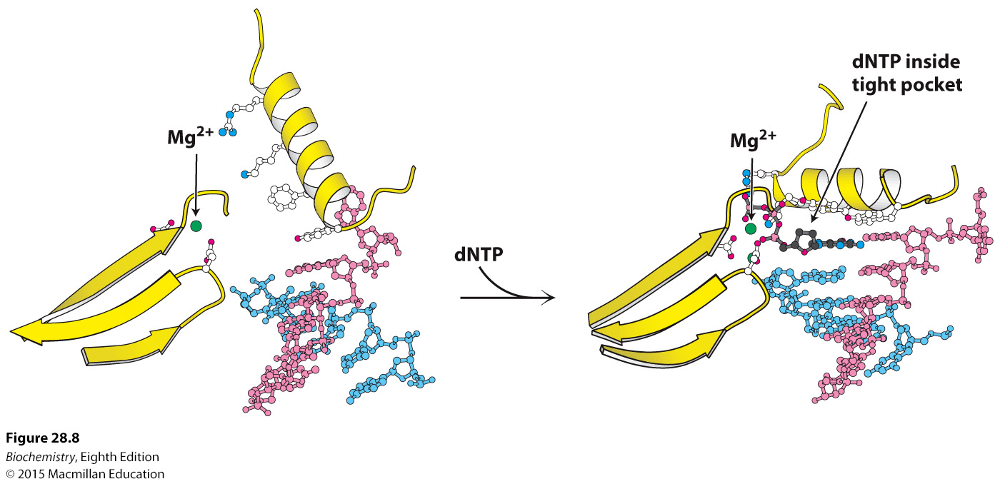 Mg2+
dNTP
Mg2+
dNTP inside
tight pocket
Figure 28.8
Biochemistry, Eighth Edition
© 2015 Macmillan Education